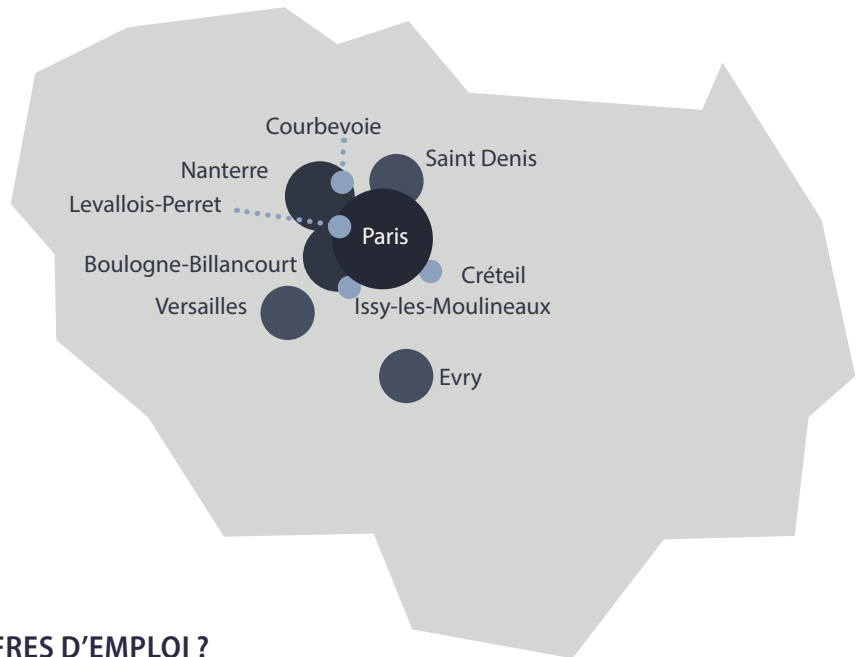 Courbevoie
Saint Denis
Nanterre
Levallois-Perret
Paris
Boulogne-Billancourt
Créteil
Versailles
Issy-les-Moulineaux
Evry
FRES D’EMPLOI ?